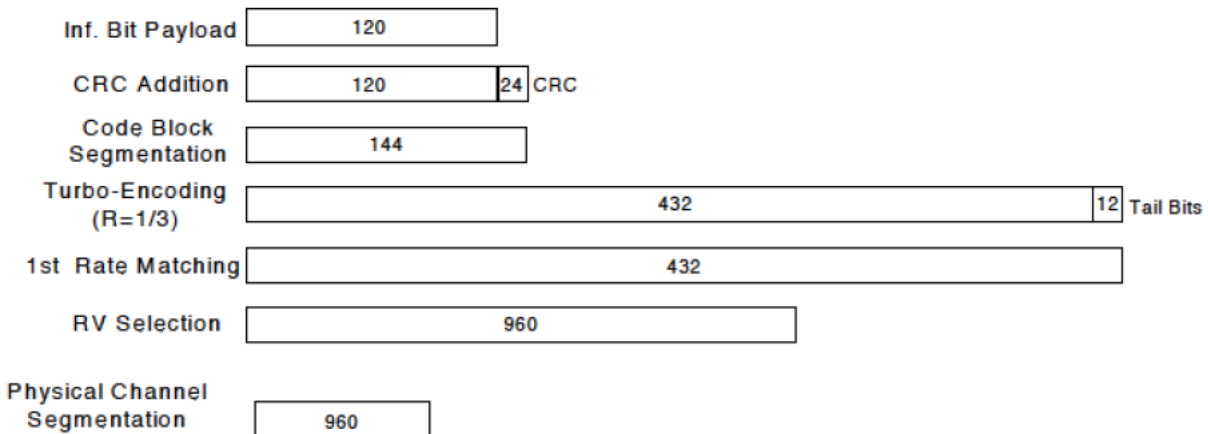 Inf. Bit Payload 120
CRC Addition 120 24 CRC
Code Block
Segmentation 144
Turbo-Encoding
(R=1/3) 432 12 Tail Bits
1st Rate Matching 432
RV Selection 960
Physical Channel
Segmentation 960